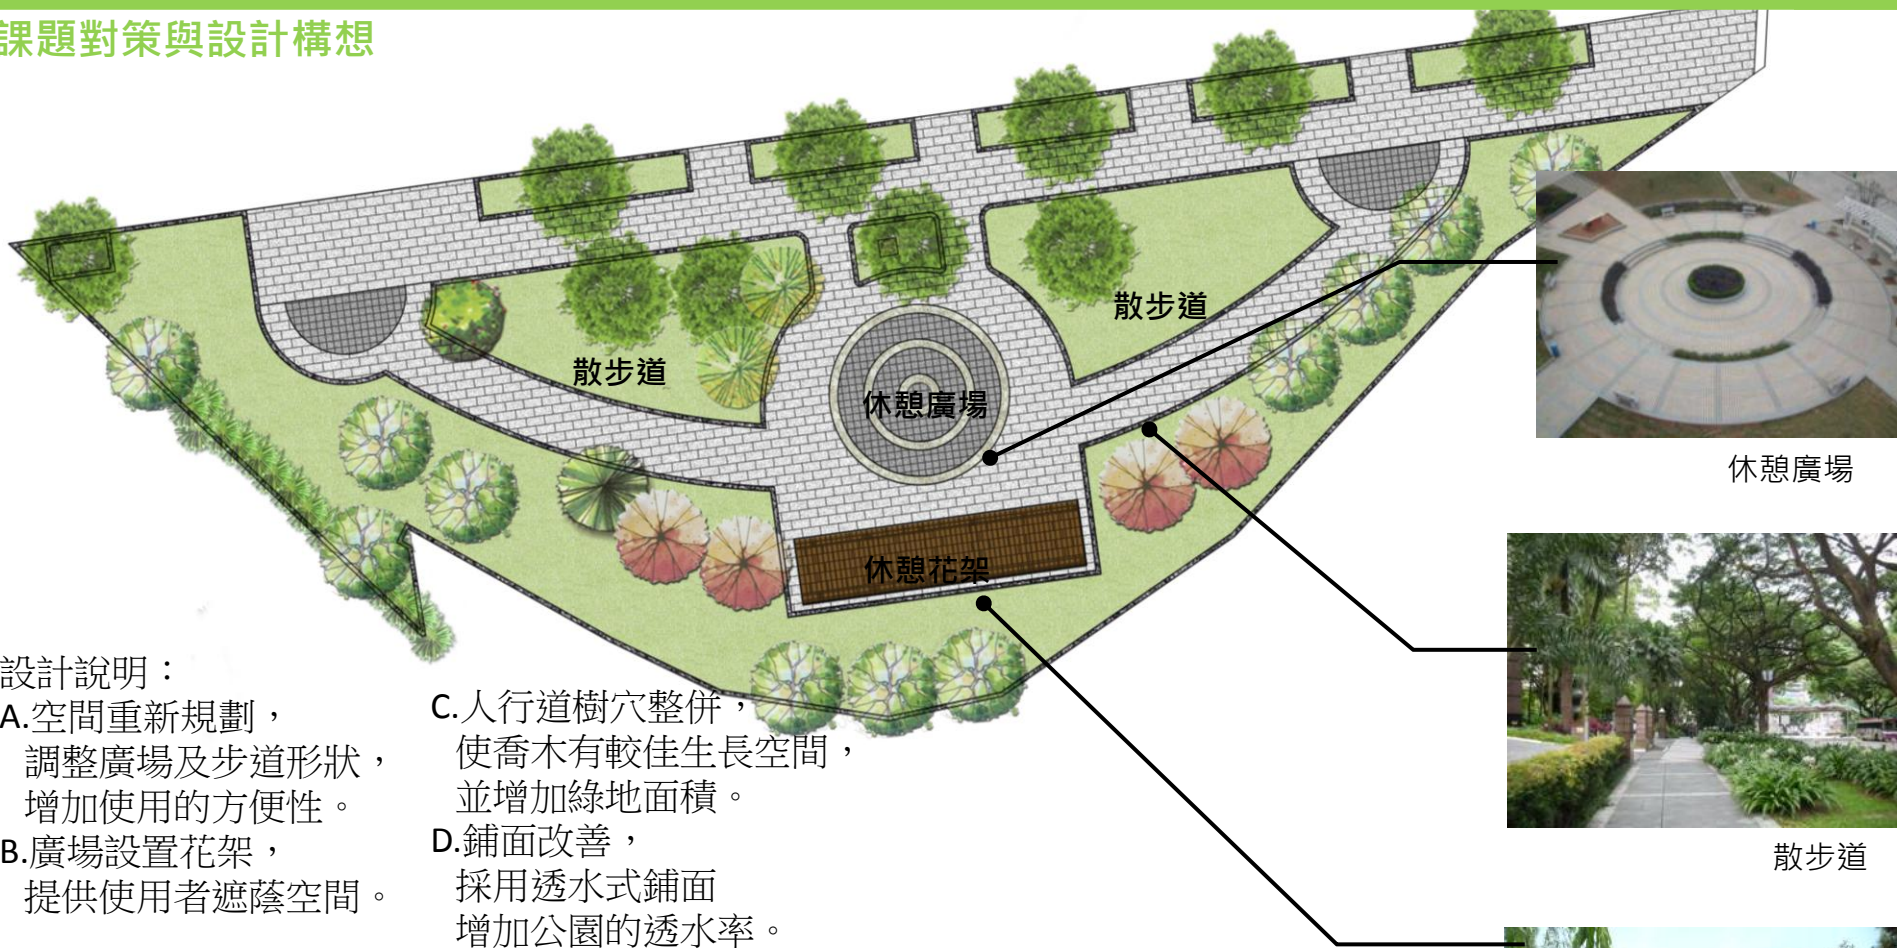 課題對策與設計構想
散步道
散步道
休憩廣場
休憩花架
休憩廣場
散步道
設計說明：
A.空間重新規劃，
調整廣場及步道形狀，
增加使用的方便性。
B.廣場設置花架，
提供使用者遮蔭空間。
C.人行道樹穴整併，
使喬木有較佳生長空間，
並增加綠地面積。
D.鋪面改善，
採用透水式鋪面
增加公園的透水率。